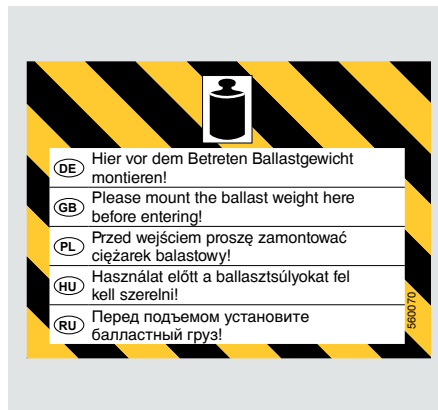 DE Hier vor dem Betreten Ballastgewicht
montieren!
GB Please mount the ballast weight here
before entering!
PL Przed wejściem proszę zamontować
ciężarek balastowy!
HU Használat előtt a ballasztsúlyokat fel
kell szerelni!
RU Перед подъемом установите
балластный груз!
560070